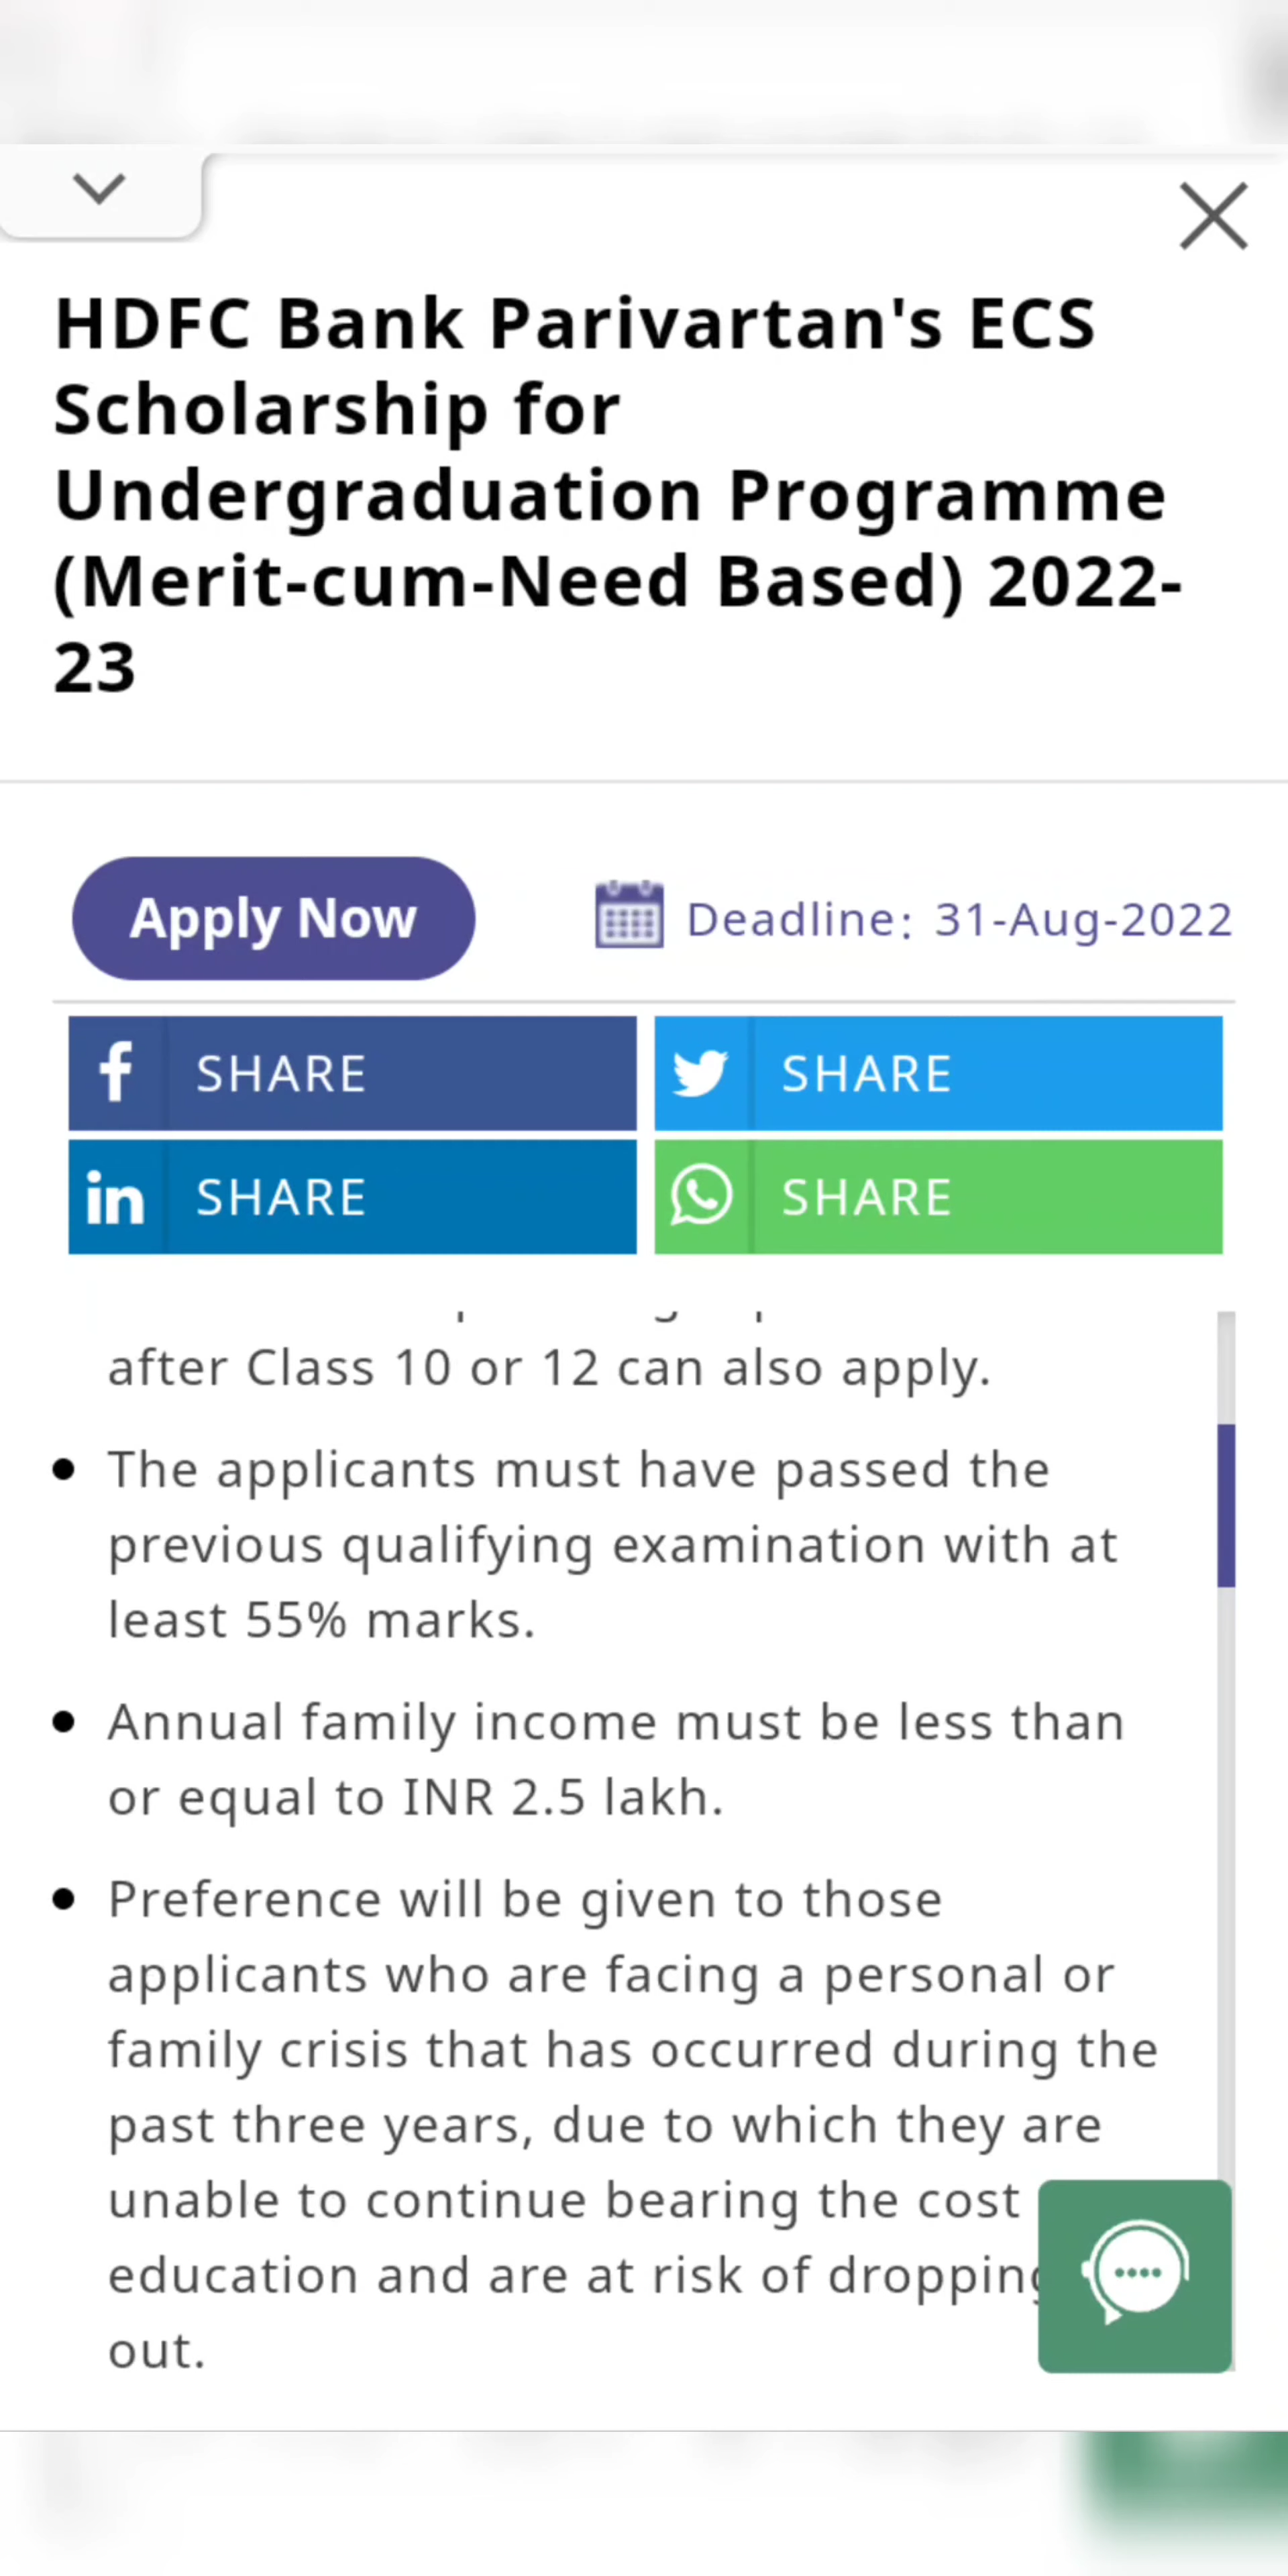 HDFC Bank Parivartan's ECS
Scholarship for
Undergraduation Programme
(Merit-cum-Need Based) 2022-
23
Apply Now
Deadline: 31-Aug-2022
SHARE
SHARE
SHARE
SHARE
after Class 10 or 12 can also apply.
The applicants must have passed the
previous qualifying examination with at
least 55% marks.
Annual family income must be less than
or equal to INR 2.5 lakh.
Preference will be given to those
applicants who are facing a personal or
family crisis that has occurred during the
past three years, due to which they are
unable to continue bearing the cost
education and are at risk of dropping
out.